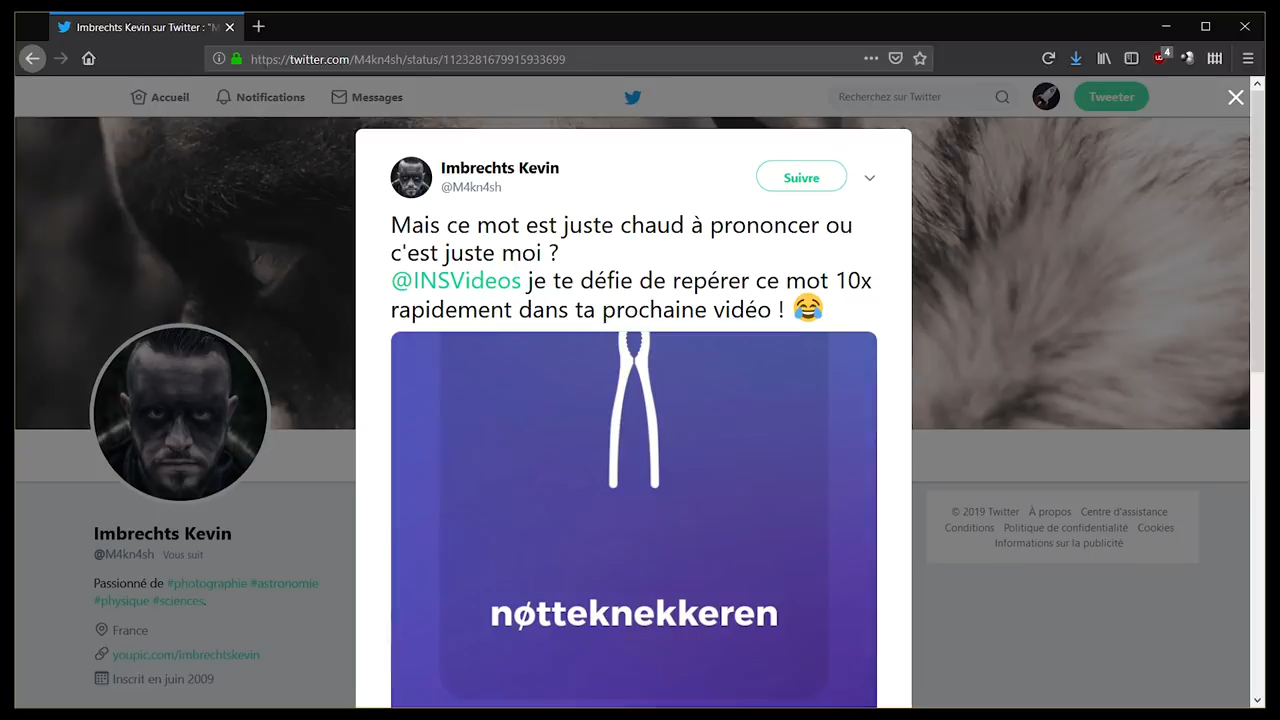 Imbrechts Kevin sur Twitter : "M
https://twitter.com/M4kn4sh/status/1123281679915933699
4
Accueil
Notifications
Messages
Recherchez sur Twitter
Tweeter
Imbrechts Kevin
@M4kn4sh
Suivre
Mais ce mot est juste chaud à prononcer ou
c'est juste moi ?
@INSVideos je te défie de repérer ce mot 10x
rapidement dans ta prochaine vidéo ! 😂
nøtteknekkeren
Imbrechts Kevin
@M4kn4sh Vous suit
Passionné de #photographie #astronomie
#physique #sciences.
France
youpic.com/imbrechtskevin
Inscrit en juin 2009
© 2019 Twitter À propos Centre d'assistance
Conditions Politique de confidentialité Cookies
Informations sur la publicité